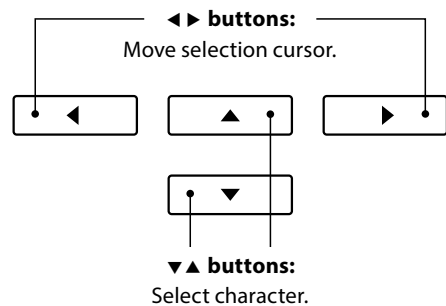 ◀ ▶ buttons:
Move selection cursor.
▼▲ buttons:
Select character.